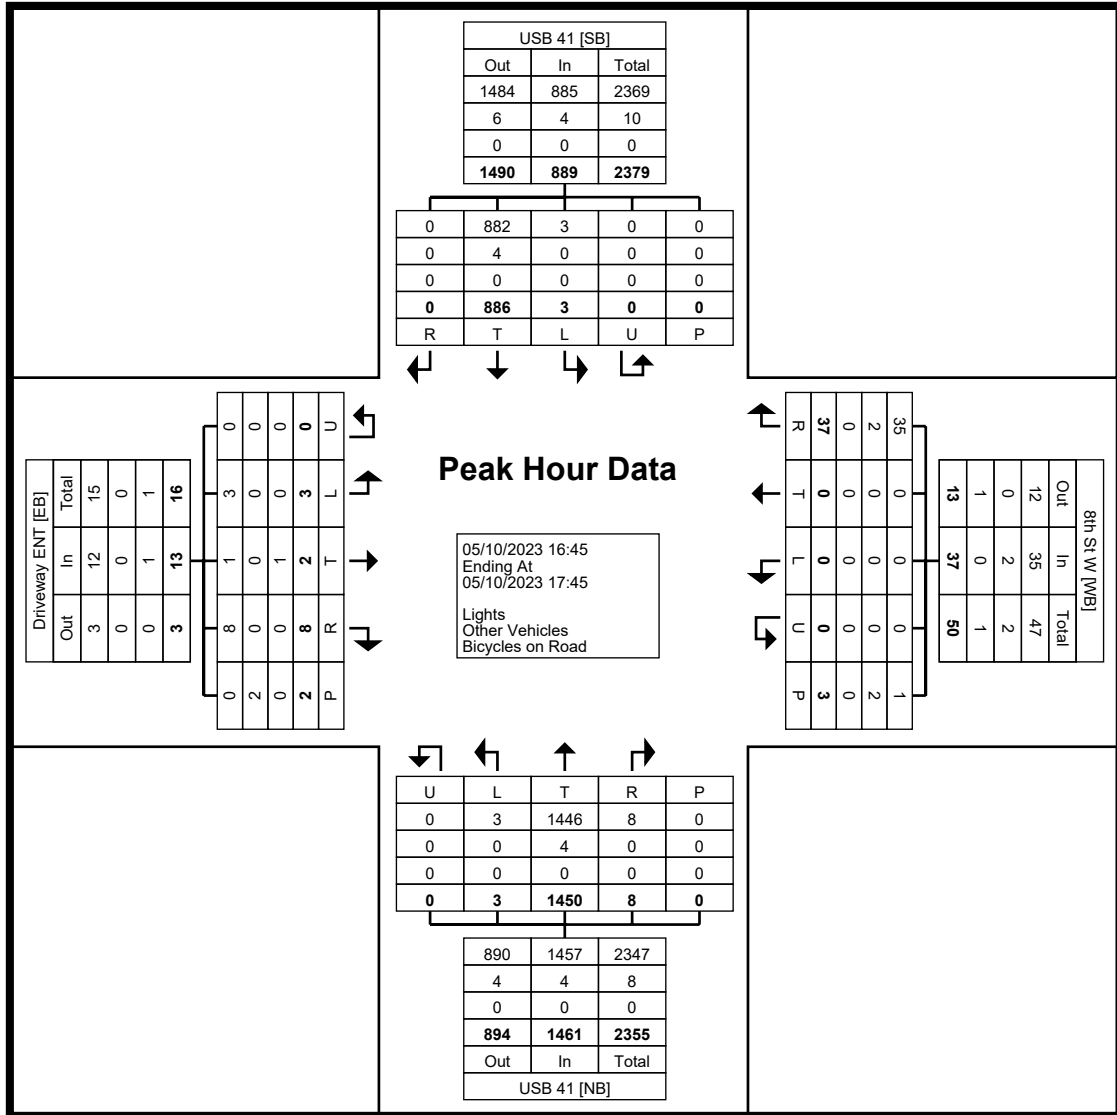 USB 41 [SB]
Out In Total
1484 885 2369
6 4 10
0 0 0
1490 889 2379
0 882 3 0 0
0 4 0 0 0
0 0 0 0 0
0 886 3 0 0
R T L U P
Driveway ENT [EB]
Total 15 0 1 16
In 12 0 1 13
Out 3 0 0 3
0 0 0 0 U
3 0 0 3 L
1 0 1 2 T
8 0 0 8 R
0 2 0 2 P
Peak Hour Data
05/10/2023 16:45
Ending At
05/10/2023 17:45
Lights
Other Vehicles
Bicycles on Road
R 37 0 2 35
T 0 0 0 0
L 0 0 0 0
U 0 0 0 0
P 3 0 2 1
13 1 0 12 Out
37 0 2 35 In
50 1 2 47 Total
8th St W [WB]
U L T R P
0 3 1446 8 0
0 0 4 0 0
0 0 0 0 0
0 3 1450 8 0
890 1457 2347
4 4 8
0 0 0
894 1461 2355
Out In Total
USB 41 [NB]